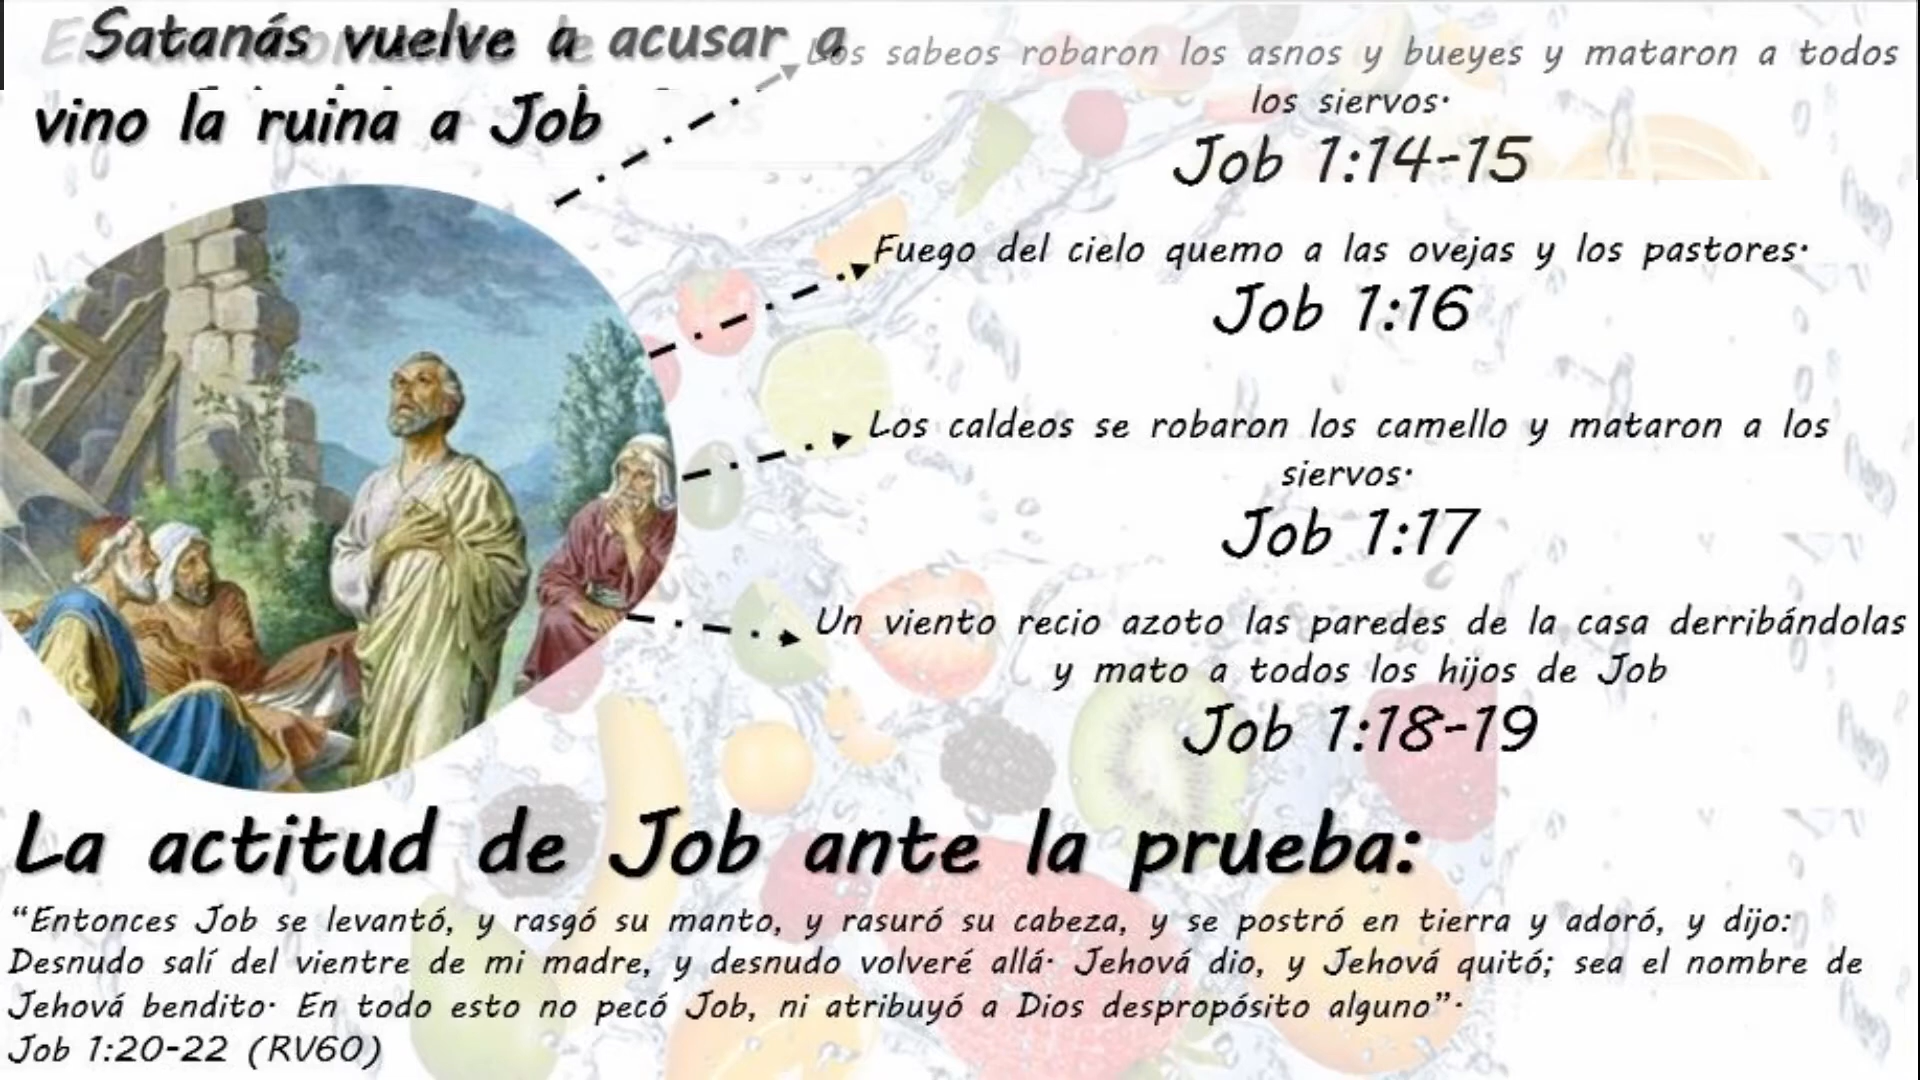 Satanás vuelve a acusar a
vino la ruina a Job
Los sabeos robaron los asnos y bueyes y mataron a todos
los siervos·
Job 1:14-15
Fuego del cielo quemo a las ovejas y los pastores·
Job 1:16
Los caldeos se robaron los camello y mataron a los
siervos·
Job 1:17
Un viento recio azoto las paredes de la casa derribándolas
y mato a todos los hijos de Job
Job 1:18-19
La actitud de Job ante la prueba:
“Entonces Job se levantó, y rasgó su manto, y rasuró su cabeza, y se postró en tierra y adoró, y dijo:
Desnudo salí del vientre de mi madre, y desnudo volveré allá· Jehová dio, y Jehová quitó; sea el nombre de
Jehová bendito· En todo esto no pecó Job, ni atribuyó a Dios despropósito alguno”·
Job 1:20-22 (RV60)